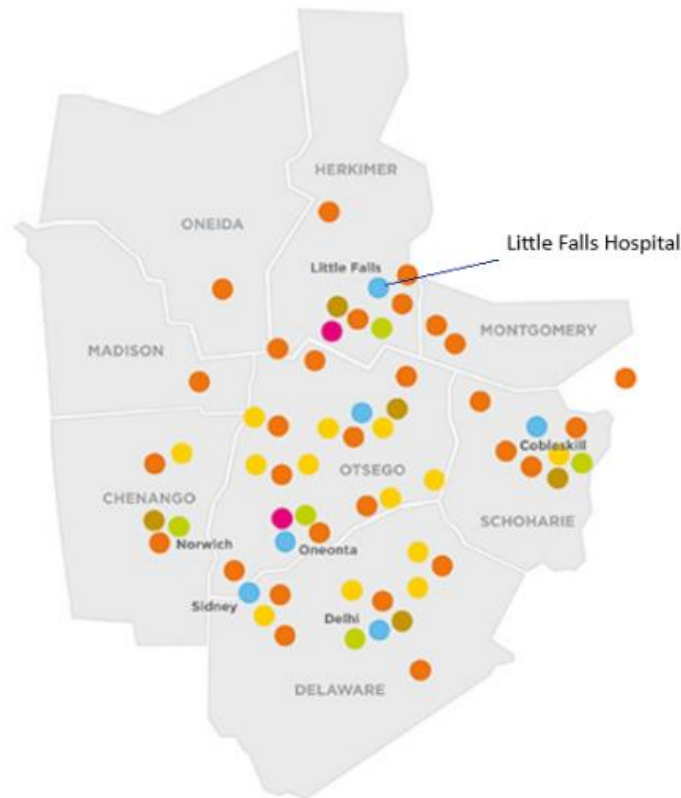 HERKIMER
ONEIDA
Little Falls Hospital
Little Falls
MONTGOMERY
MADISON
Cobleskill
OTSEGO
CHENANGO
SCHOHARIE
Norwich
Oneonta
Sidney
Delhi
DELAWARE